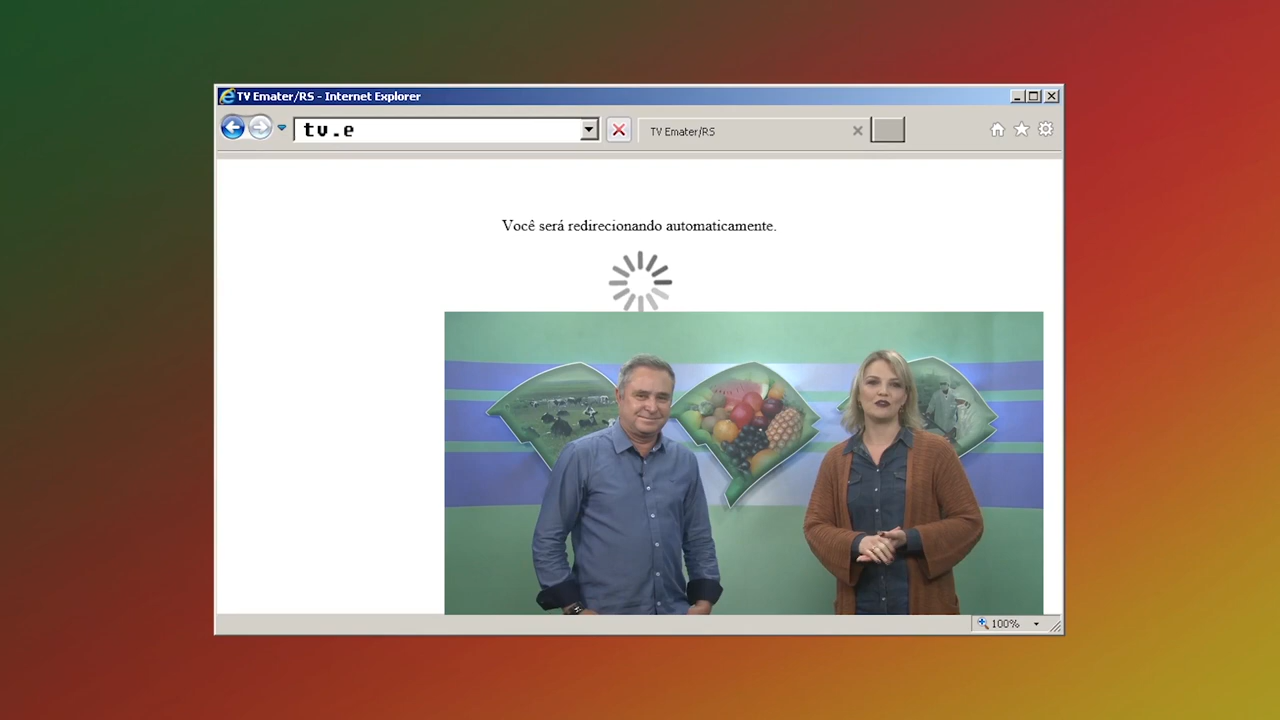 TV Emater/RS - Internet Explorer
tv.e
TV Emater/RS
Você será redirecionando automaticamente.
100%